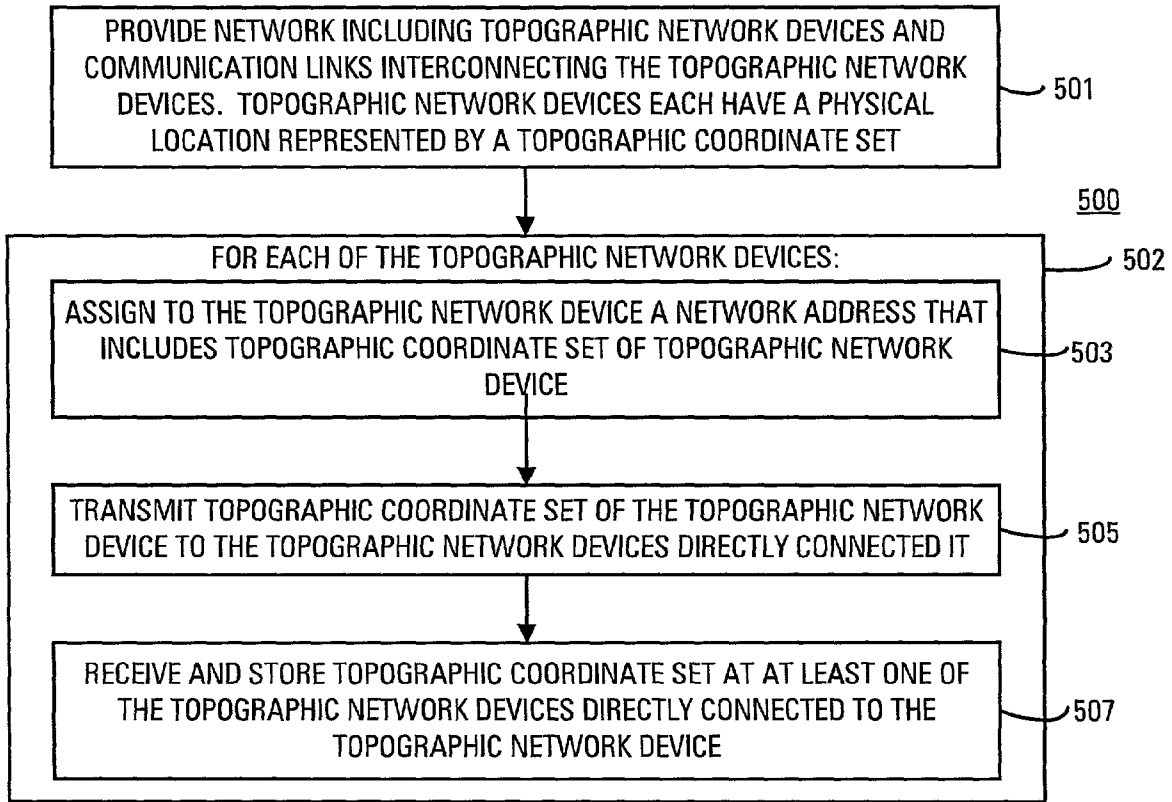 PROVIDE NETWORK INCLUDING TOPOGRAPHIC NETWORK DEVICES AND
COMMUNICATION LINKS INTERCONNECTING THE TOPOGRAPHIC NETWORK
DEVICES. TOPOGRAPHIC NETWORK DEVICES EACH HAVE A PHYSICAL
LOCATION REPRESENTED BY A TOPOGRAPHIC COORDINATE SET
501
500
FOR EACH OF THE TOPOGRAPHIC NETWORK DEVICES:
502
ASSIGN TO THE TOPOGRAPHIC NETWORK DEVICE A NETWORK ADDRESS THAT
INCLUDES TOPOGRAPHIC COORDINATE SET OF TOPOGRAPHIC NETWORK
DEVICE
503
TRANSMIT TOPOGRAPHIC COORDINATE SET OF THE TOPOGRAPHIC NETWORK
DEVICE TO THE TOPOGRAPHIC NETWORK DEVICES DIRECTLY CONNECTED IT
505
RECEIVE AND STORE TOPOGRAPHIC COORDINATE SET AT AT LEAST ONE OF
THE TOPOGRAPHIC NETWORK DEVICES DIRECTLY CONNECTED TO THE
TOPOGRAPHIC NETWORK DEVICE
507